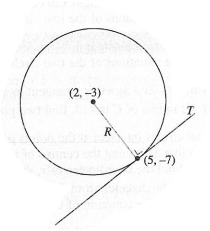 (2, –3)
T
R
(5, –7)